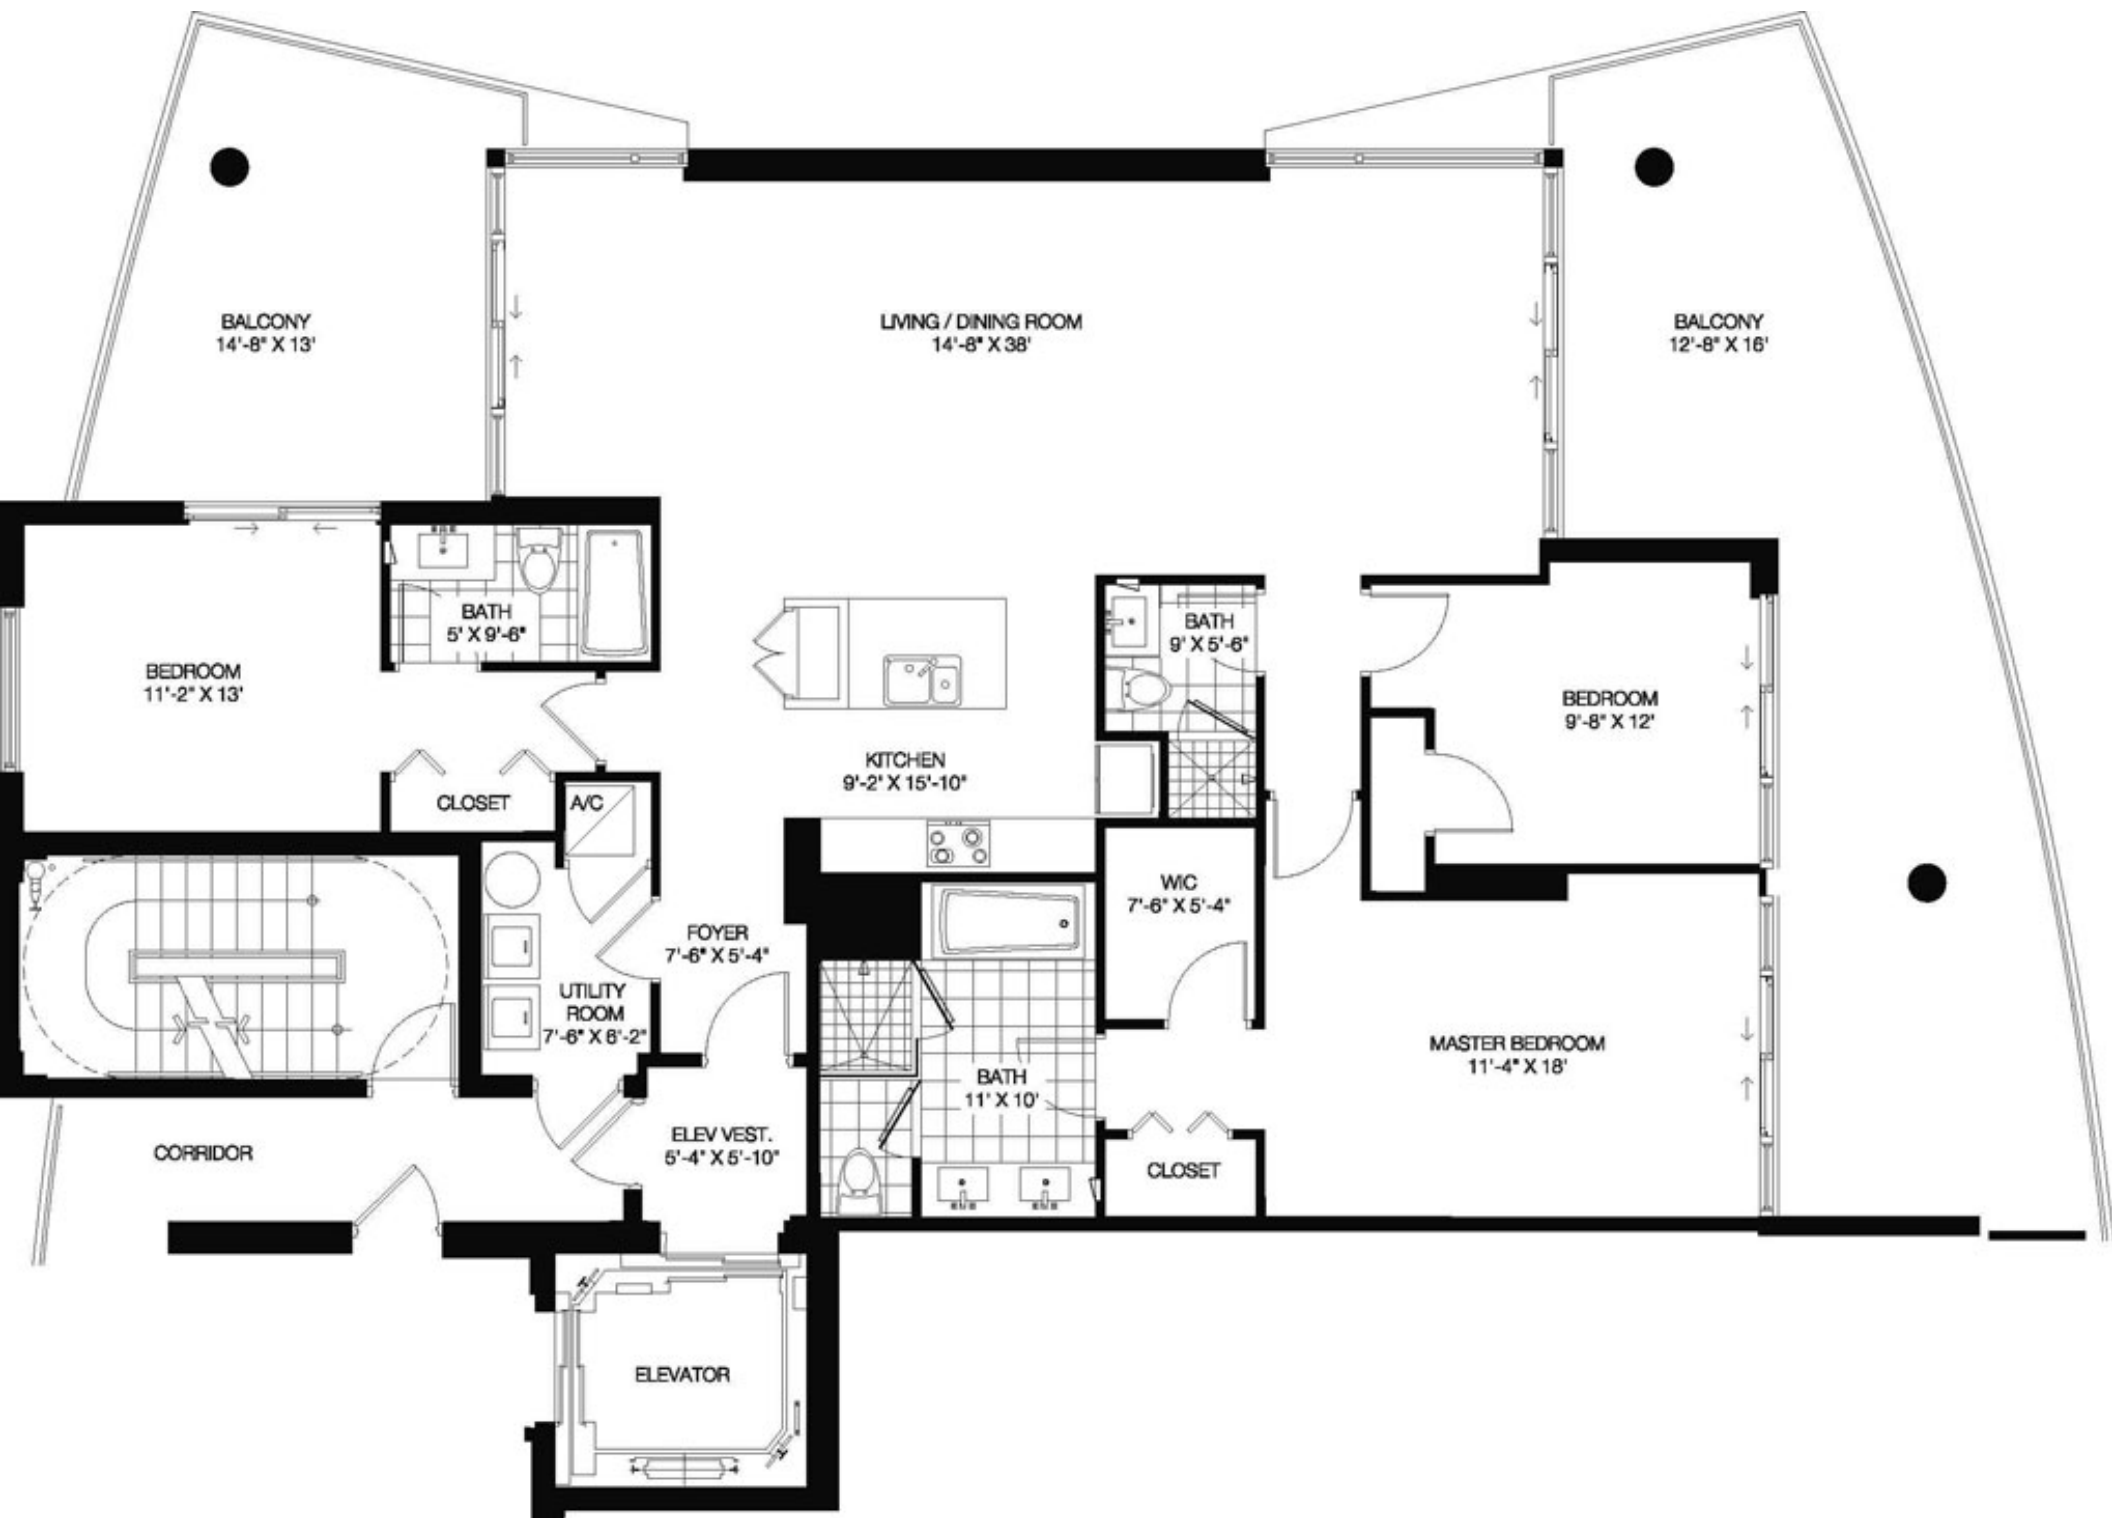 BALCONY
14'-8" X 13'
LIVING / DINING ROOM
14'-8" X 38'
BALCONY
12'-8" X 16'
BATH
5' X 9'-6"
BATH
9' X 5'-6"
BEDROOM
11'-2" X 13'
BEDROOM
9'-8" X 12'
KITCHEN
9'-2" X 15'-10"
CLOSET
A/C
WIC
7'-6" X 5'-4"
FOYER
7'-6" X 5'-4"
UTILITY
ROOM
7'-6" X 6'-2"
MASTER BEDROOM
11'-4" X 18'
BATH
11' X 10'
ELEV VEST.
5'-4" X 5'-10"
CORRIDOR
CLOSET
ELEVATOR